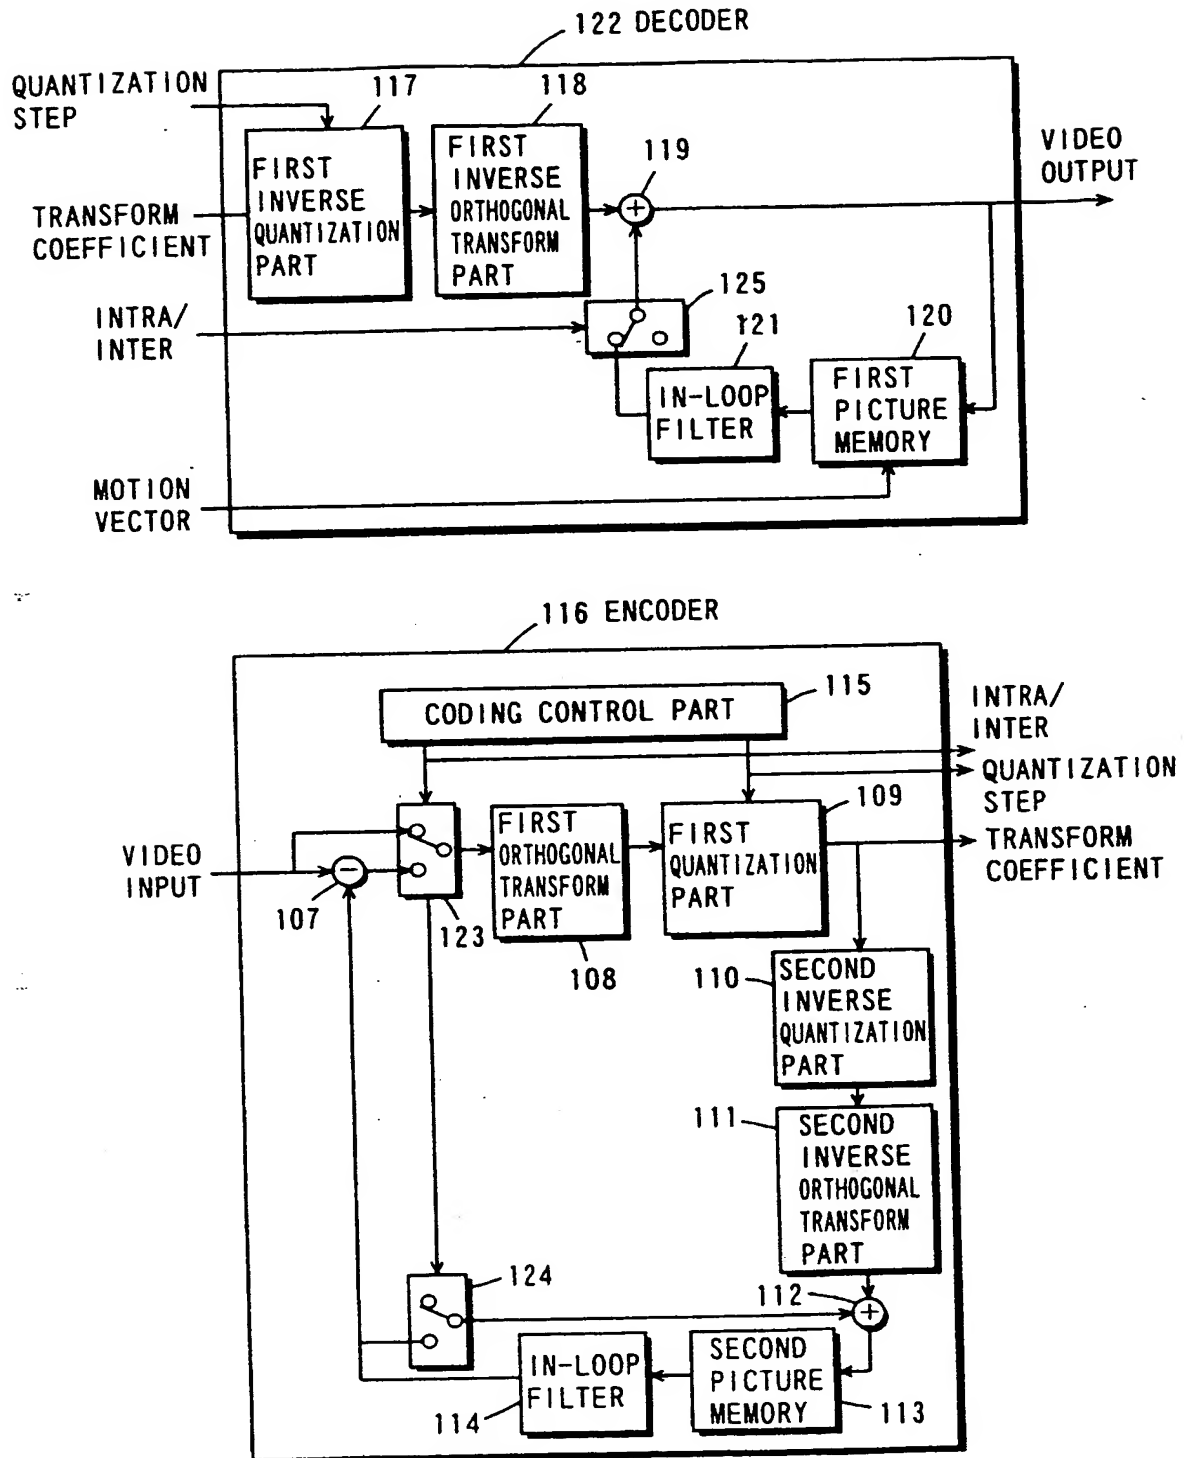 122 DECODER
QUANTIZATION
STEP
117
118
FIRST
INVERSE
QUANTIZATION
PART
FIRST
INVERSE
ORTHOGONAL
TRANSFORM
PART
119
+
VIDEO
OUTPUT
TRANSFORM
COEFFICIENT
INTRA/
INTER
125
121
120
IN-LOOP
FILTER
FIRST
PICTURE
MEMORY
MOTION
VECTOR
116 ENCODER
CODING CONTROL PART
115
INTRA/
INTER
QUANTIZATION
STEP
VIDEO
INPUT
−
107
123
FIRST
ORTHOGONAL
TRANSFORM
PART
108
FIRST
QUANTIZATION
PART
109
TRANSFORM
COEFFICIENT
110
SECOND
INVERSE
QUANTIZATION
PART
111
SECOND
INVERSE
ORTHOGONAL
TRANSFORM
PART
124
112
+
IN-LOOP
FILTER
114
SECOND
PICTURE
MEMORY
113